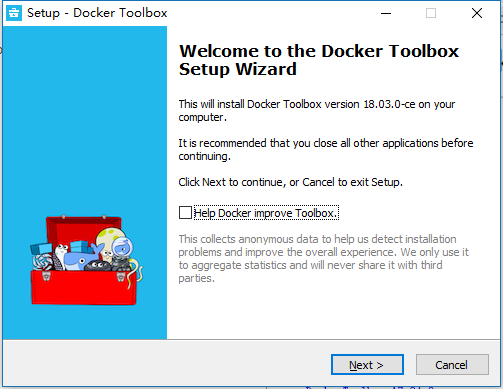 Setup - Docker Toolbox
Welcome to the Docker Toolbox
Setup Wizard
This will install Docker Toolbox version 18.03.0-ce on your
computer.
It is recommended that you close all other applications before
continuing.
Click Next to continue, or Cancel to exit Setup.
Help Docker improve Toolbox.
This collects anonymous data to help us detect installation
problems and improve the overall experience. We only use it
to aggregate statistics and will never share it with third
parties.
Next >
Cancel